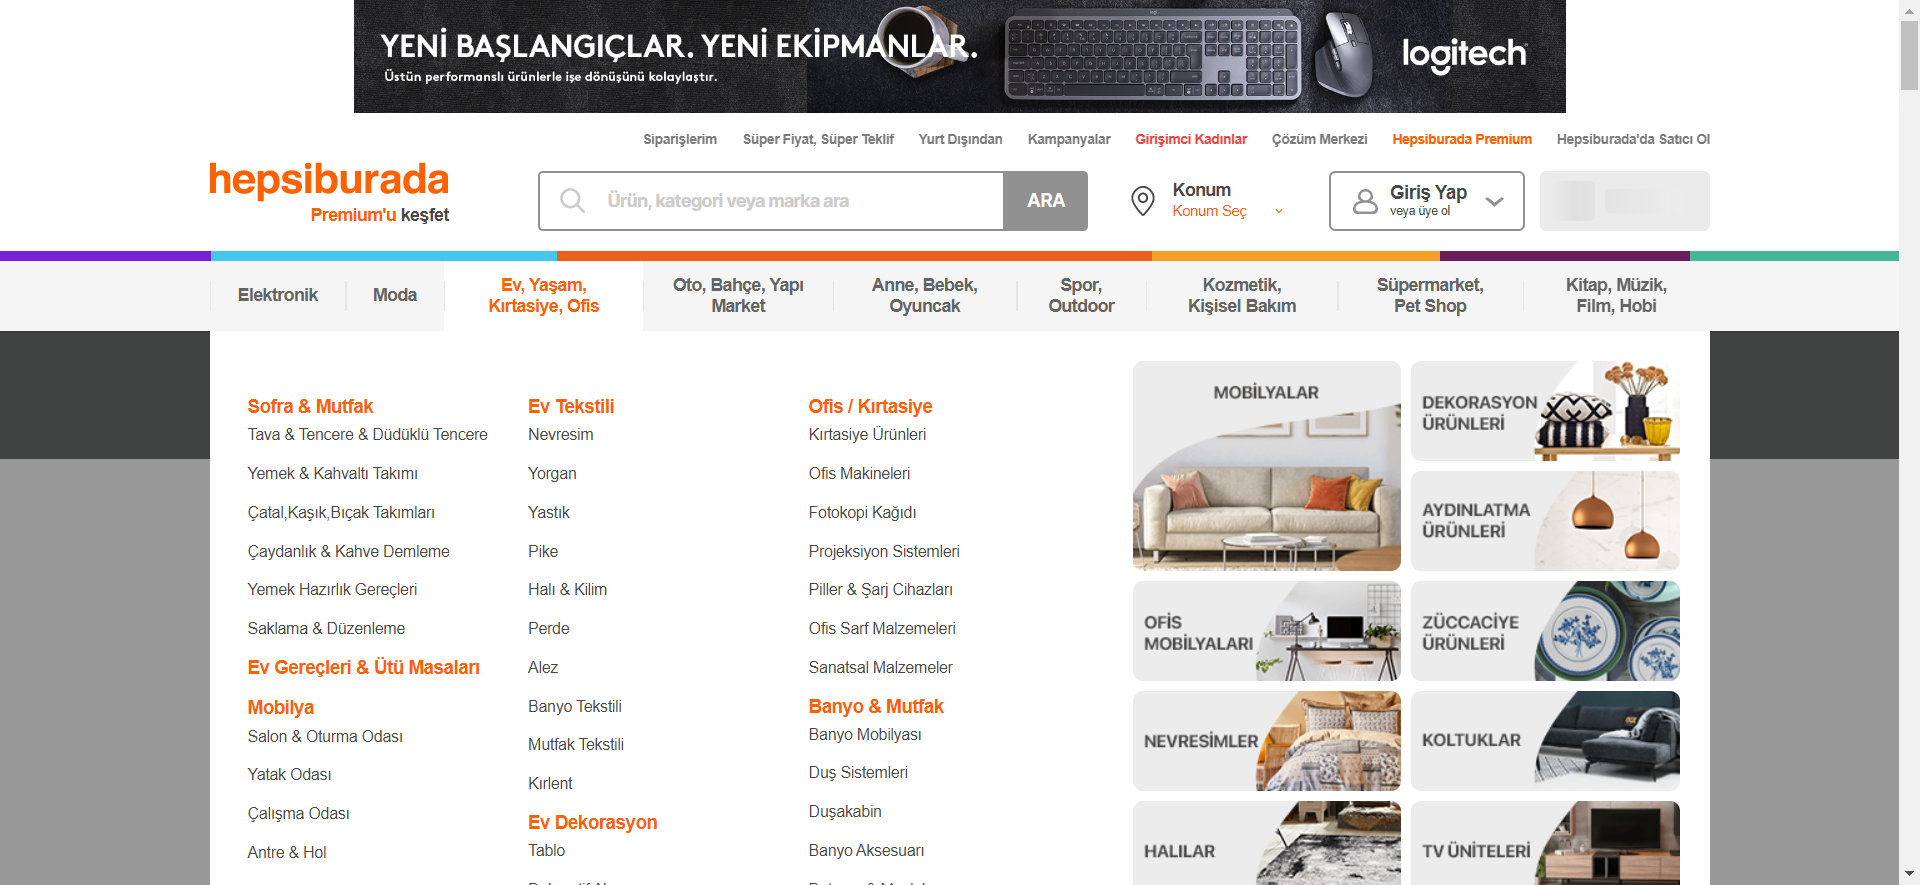 YENİ BAŞLANGIÇLAR. YENİ EKİPMANLAR.
Üstün performanslı ürünlerle işe dönüşünü kolaylaştır.
logitech
Siparişlerim
Süper Fiyat, Süper Teklif
Yurt Dışından
Kampanyalar
Girişimci Kadınlar
Çözüm Merkezi
Hepsiburada Premium
Hepsiburada'da Satıcı Ol
hepsiburada
Premium'u keşfet
Ürün, kategori veya marka ara
ARA
Konum
Konum Seç
Giriş Yap
veya üye ol
Elektronik
Moda
Ev, Yaşam,
Kırtasiye, Ofis
Oto, Bahçe, Yapı
Market
Anne, Bebek,
Oyuncak
Spor,
Outdoor
Kozmetik,
Kişisel Bakım
Süpermarket,
Pet Shop
Kitap, Müzik,
Film, Hobi
Sofra & Mutfak
Tava & Tencere & Düdüklü Tencere
Yemek & Kahvaltı Takımı
Çatal,Kaşık,Bıçak Takımları
Çaydanlık & Kahve Demleme
Yemek Hazırlık Gereçleri
Saklama & Düzenleme
Ev Gereçleri & Ütü Masaları
Mobilya
Salon & Oturma Odası
Yatak Odası
Çalışma Odası
Antre & Hol
Ev Tekstili
Nevresim
Yorgan
Yastık
Pike
Halı & Kilim
Perde
Alez
Banyo Tekstili
Mutfak Tekstili
Kırlent
Ev Dekorasyon
Tablo
Ofis / Kırtasiye
Kırtasiye Ürünleri
Ofis Makineleri
Fotokopi Kağıdı
Projeksiyon Sistemleri
Piller & Şarj Cihazları
Ofis Sarf Malzemeleri
Sanatsal Malzemeler
Banyo & Mutfak
Banyo Mobilyası
Duş Sistemleri
Duşakabin
Banyo Aksesuarı
MOBİLYALAR
DEKORASYON
ÜRÜNLERİ
AYDINLATMA
ÜRÜNLERİ
OFİS
MOBİLYALARI
ZÜCCACİYE
ÜRÜNLERİ
NEVRESİMLER
KOLTUKLAR
HALILAR
TV ÜNİTELERİ